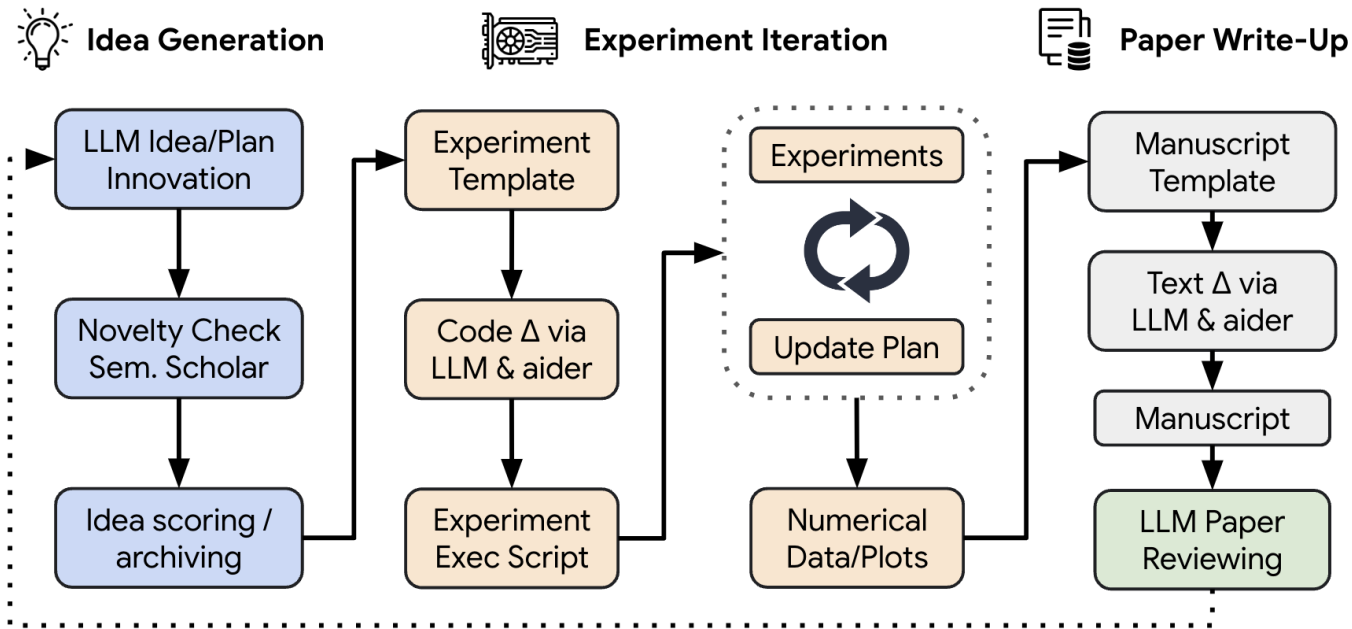 Idea Generation
LLM Idea/Plan
Innovation
Novelty Check
Sem. Scholar
Idea scoring /
archiving
Experiment Iteration
Experiment
Template
Code Δ via
LLM & aider
Experiment
Exec Script
Experiments
Update Plan
Numerical
Data/Plots
Paper Write-Up
Manuscript
Template
Text Δ via
LLM & aider
Manuscript
LLM Paper
Reviewing